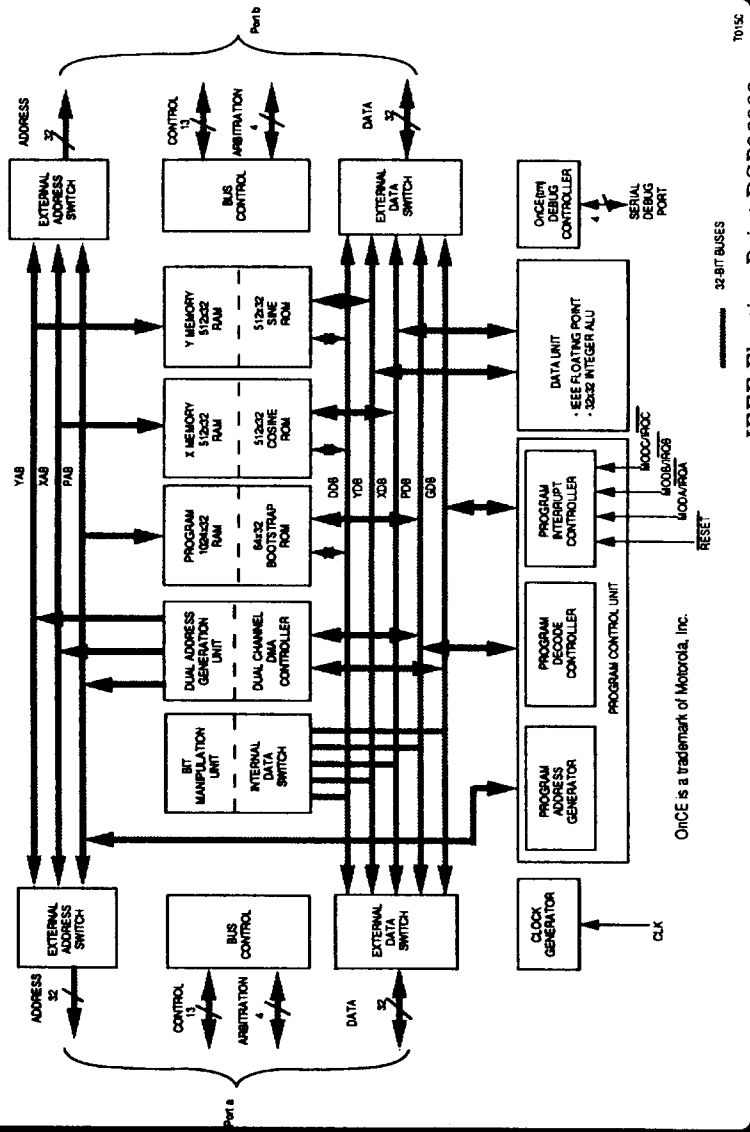 Port a
ADDRESS
32
CONTROL
13
ARBITRATION
4
DATA
32
EXTERNAL
ADDRESS
SWITCH
BUS
CONTROL
EXTERNAL
DATA
SWITCH
CLOCK
GENERATOR
CLK
YAB
XAB
PAB
BIT
MANIPULATION
UNIT
INTERNAL
DATA
SWITCH
DUAL ADDRESS
GENERATION
UNIT
DUAL CHANNEL
DMA
CONTROLLER
PROGRAM
1024x32
RAM
64x32
BOOTSTRAP
ROM
X MEMORY
512x32
RAM
512x32
COSINE
ROM
Y MEMORY
512x32
RAM
512x32
SINE
ROM
DDB
YDB
XDB
PDB
GDB
PROGRAM
ADDRESS
GENERATOR
PROGRAM
DECODE
CONTROLLER
PROGRAM
INTERRUPT
CONTROLLER
PROGRAM CONTROL UNIT
RESET
MODA/IRQA
MODB/IRQB
MODC/IRQC
DATA UNIT
· IEEE FLOATING POINT
· 32x32 INTEGER ALU
OnCE(tm)
DEBUG
CONTROLLER
4
SERIAL
DEBUG
PORT
EXTERNAL
ADDRESS
SWITCH
BUS
CONTROL
EXTERNAL
DATA
SWITCH
ADDRESS
32
CONTROL
13
ARBITRATION
4
DATA
32
Port b
OnCE is a trademark of Motorola, Inc.
32-BIT BUSES
T015C